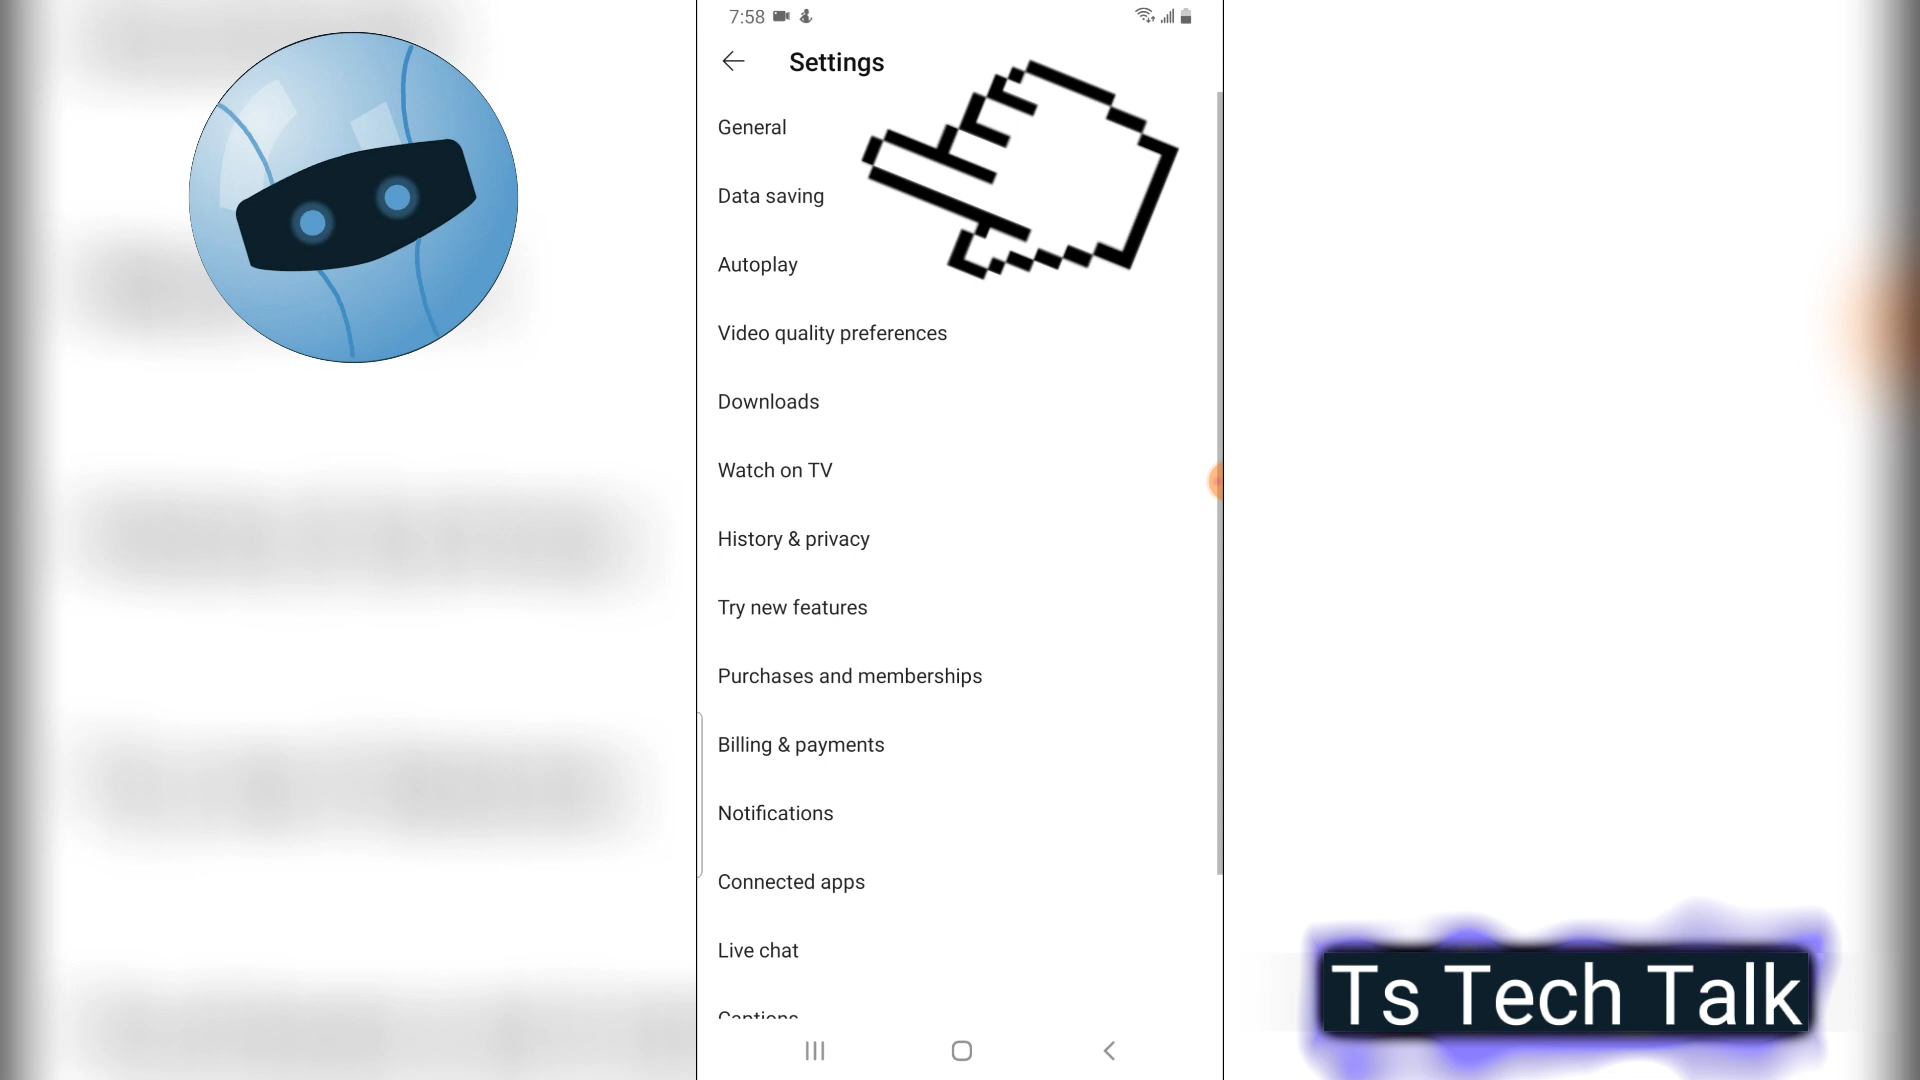 7:58
Settings
General
Data saving
Autoplay
Video quality preferences
Downloads
Watch on TV
History & privacy
Try new features
Purchases and memberships
Billing & payments
Notifications
Connected apps
Live chat
Captions
Ts Tech Talk